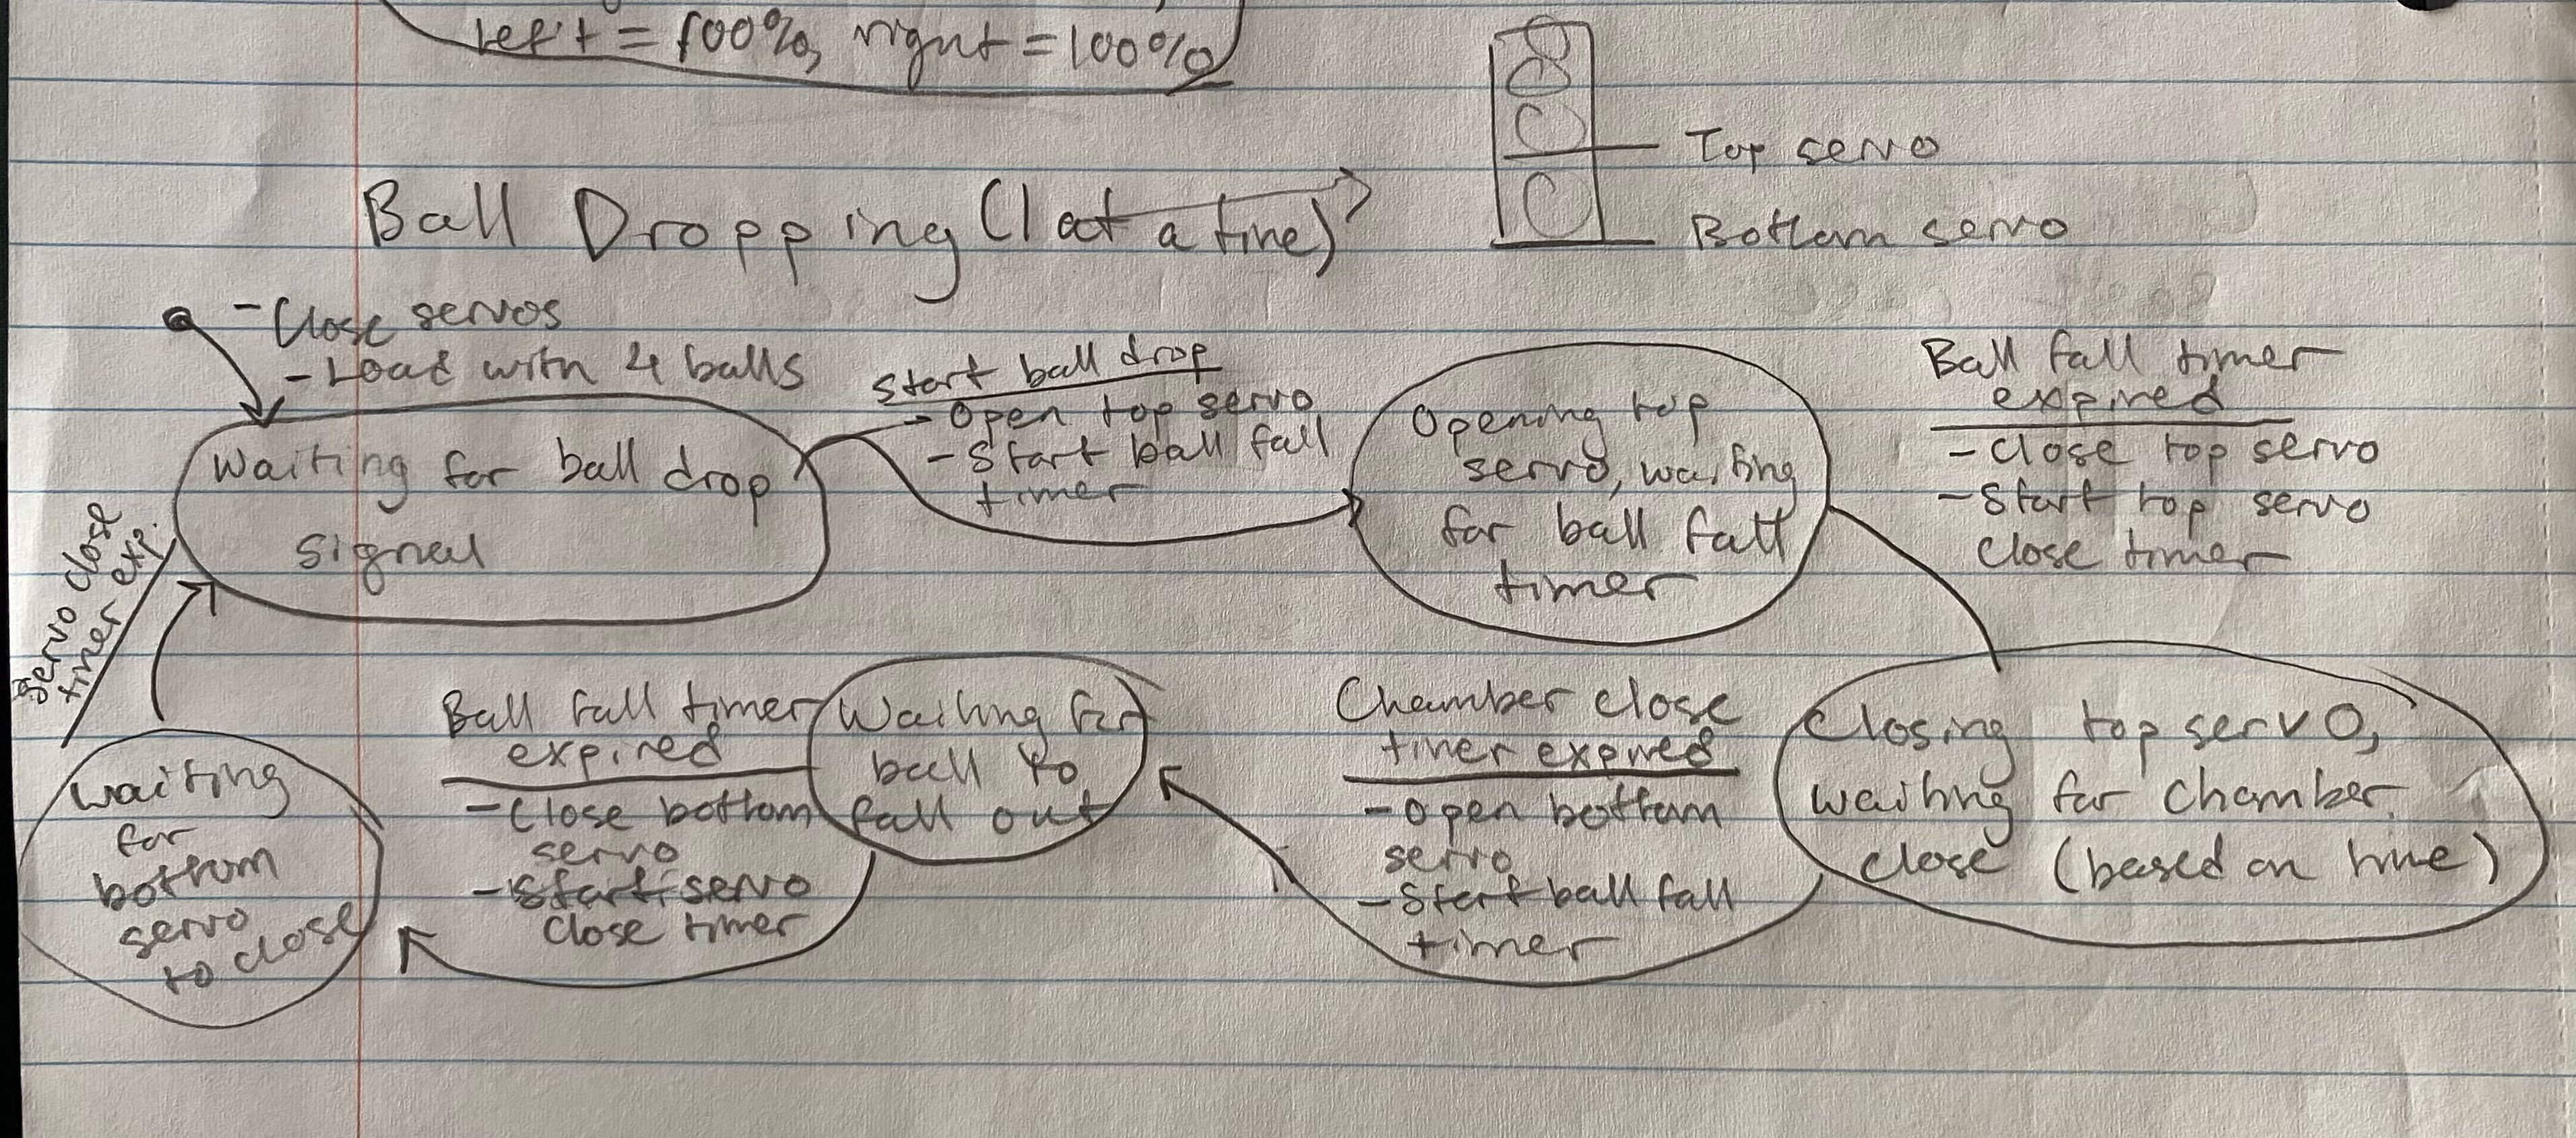 left = 100%, right = 100%
Top servo
Bottom servo
Ball Dropping (1 at a time)
- Close servos
- Load with 4 balls
Waiting for ball drop
signal
Start ball drop
- Open top servo
- Start ball fall
timer
Opening top
servo, waiting
for ball fall
timer
Ball fall timer
expired
- Close top servo
- Start top servo
close timer
Closing top servo,
waiting for chamber
close (based on time)
Chamber close
timer expired
- Open bottom
servo
- Start ball fall
timer
Waiting for
ball to
fall out
Ball fall timer
expired
- Close bottom
servo
- Start servo
close timer
waiting
for
bottom
servo
to close
Servo close
timer exp.